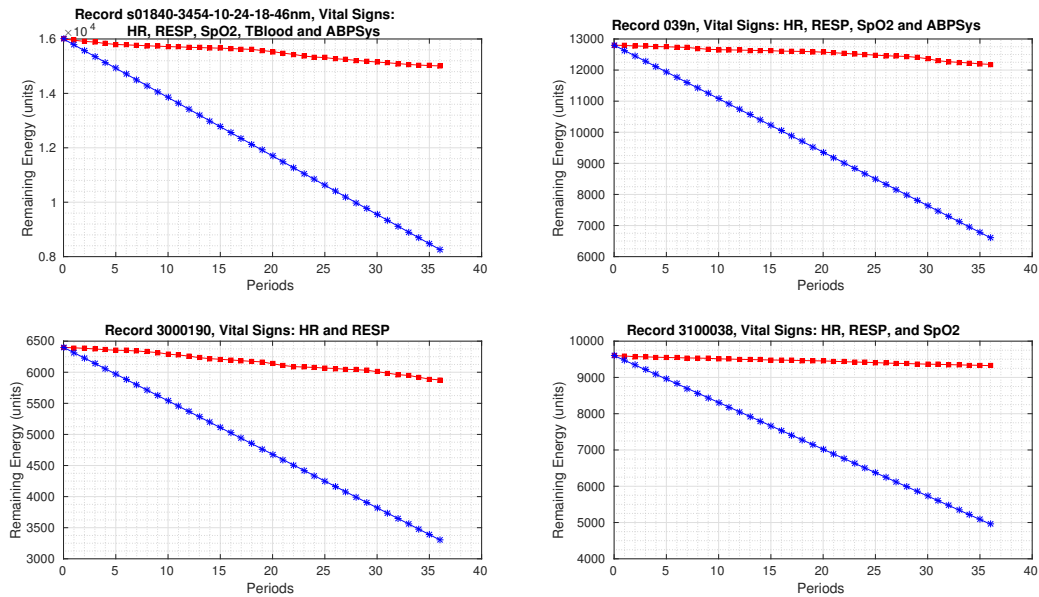 Record s01840-3454-10-24-18-46nm, Vital Signs:
HR, RESP, SpO2, TBlood and ABPSys
×10^4
1.6
1.4
1.2
1
0.8
Remaining Energy (units)
0 5 10 15 20 25 30 35 40
Periods
Record 039n, Vital Signs: HR, RESP, SpO2 and ABPSys
13000
12000
11000
10000
9000
8000
7000
6000
Remaining Energy (units)
0 5 10 15 20 25 30 35 40
Periods
Record 3000190, Vital Signs: HR and RESP
6500
6000
5500
5000
4500
4000
3500
3000
Remaining Energy (units)
0 5 10 15 20 25 30 35 40
Periods
Record 3100038, Vital Signs: HR, RESP, and SpO2
10000
9000
8000
7000
6000
5000
4000
Remaining Energy (units)
0 5 10 15 20 25 30 35 40
Periods